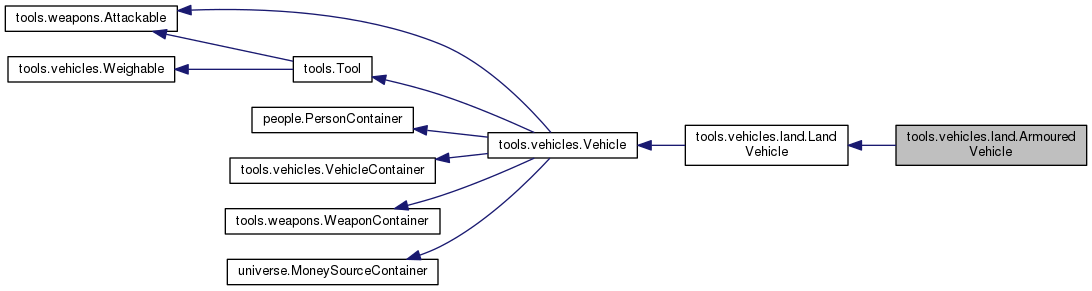 tools.weapons.Attackable
tools.vehicles.Weighable
tools.Tool
people.PersonContainer
tools.vehicles.VehicleContainer
tools.weapons.WeaponContainer
universe.MoneySourceContainer
tools.vehicles.Vehicle
tools.vehicles.land.Land
Vehicle
tools.vehicles.land.Armoured
Vehicle